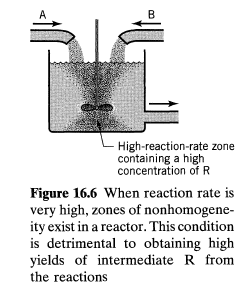 A
B
High-reaction-rate zone
containing a high
concentration of R
Figure 16.6 When reaction rate is
very high, zones of nonhomogene-
ity exist in a reactor. This condition
is detrimental to obtaining high
yields of intermediate R from
the reactions